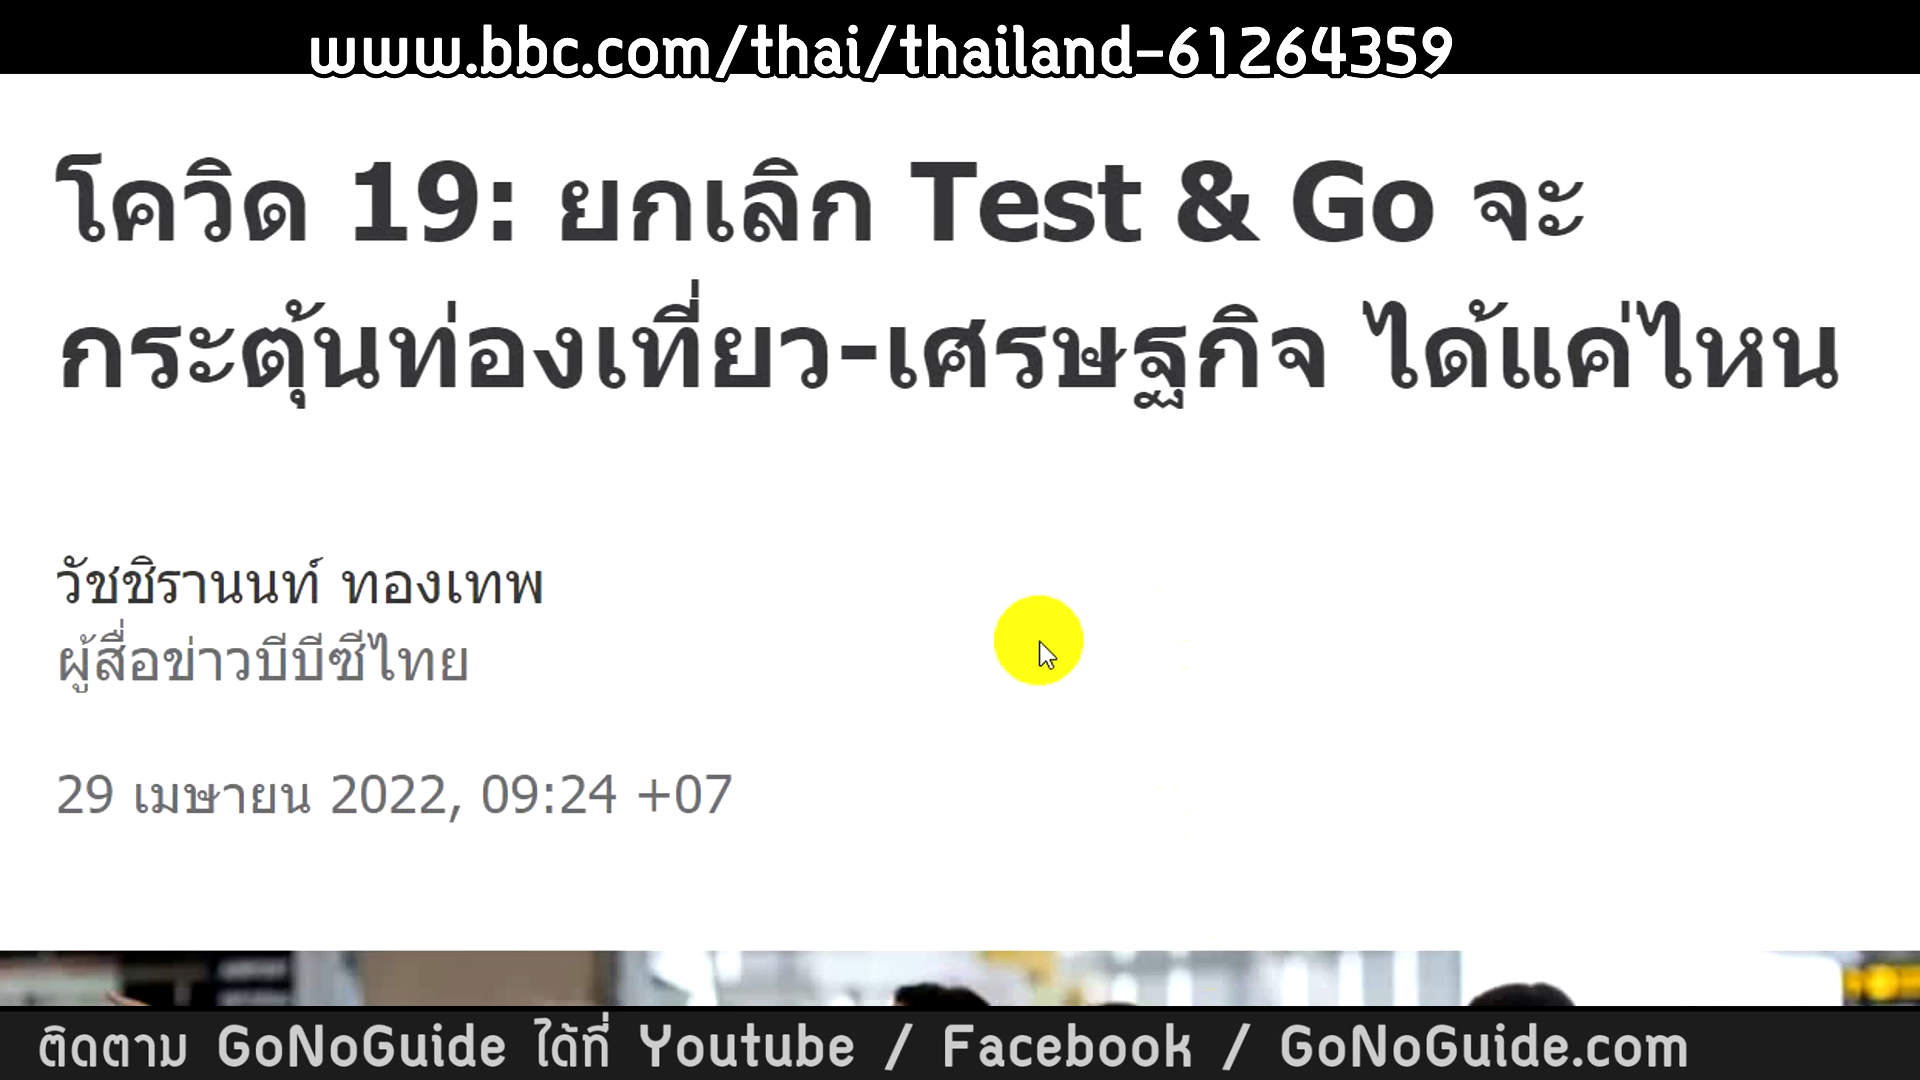 www.bbc.com/thai/thailand-61264359
โควิด 19: ยกเลิก Test & Go จะ
กระตุ้นท่องเที่ยว-เศรษฐกิจ ได้แค่ไหน
วัชชิรานนท์ ทองเทพ
ผู้สื่อข่าวบีบีซีไทย
29 เมษายน 2022, 09:24 +07
ติดตาม GoNoGuide ได้ที่ Youtube / Facebook / GoNoGuide.com